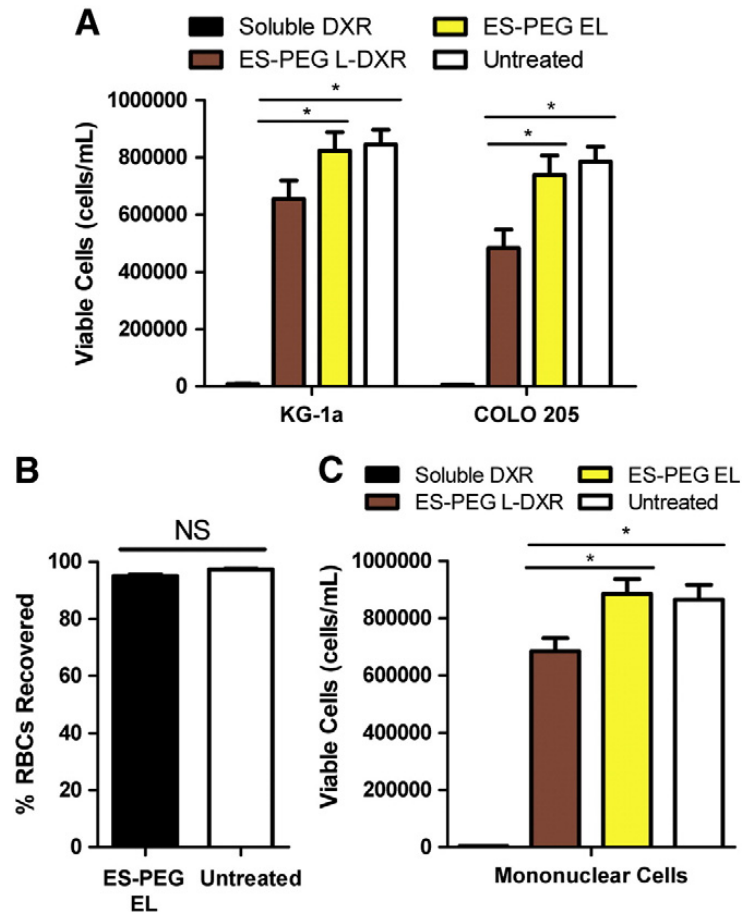 A
Soluble DXR
ES-PEG EL
ES-PEG L-DXR
Untreated
*
*
*
*
1000000
800000
600000
400000
200000
0
Viable Cells (cells/mL)
KG-1a
COLO 205
B
NS
100
80
60
40
20
0
% RBCs Recovered
ES-PEG
EL
Untreated
C
Soluble DXR
ES-PEG EL
ES-PEG L-DXR
Untreated
*
*
1000000
800000
600000
400000
200000
0
Viable Cells (cells/mL)
Mononuclear Cells